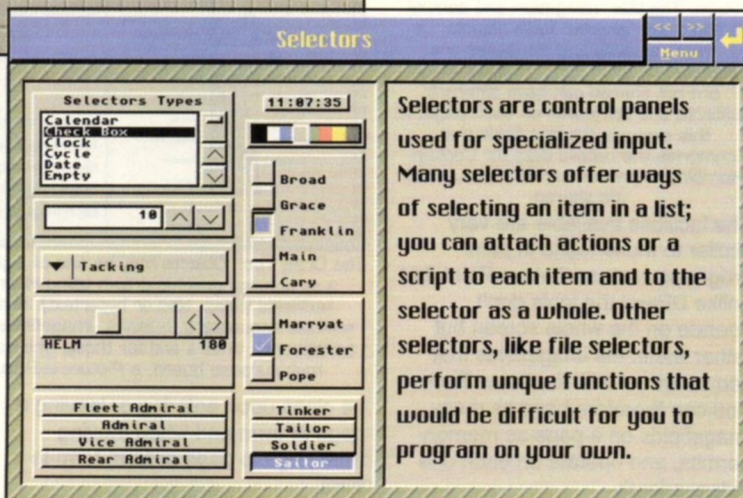 Selectors
<< >>
Menu
Selectors Types
Calendar
Check Box
Clock
Cycle
Date
Empty
11:07:35
10
Tacking
HELM 180
Fleet Admiral
Admiral
Vice Admiral
Rear Admiral
Broad
Grace
Franklin
Main
Cary
Marryat
Forester
Pope
Tinker
Tailor
Soldier
Sailor
Selectors are control panels
used for specialized input.
Many selectors offer ways
of selecting an item in a list;
you can attach actions or a
script to each item and to the
selector as a whole. Other
selectors, like file selectors,
perform unque functions that
would be difficult for you to
program on your own.